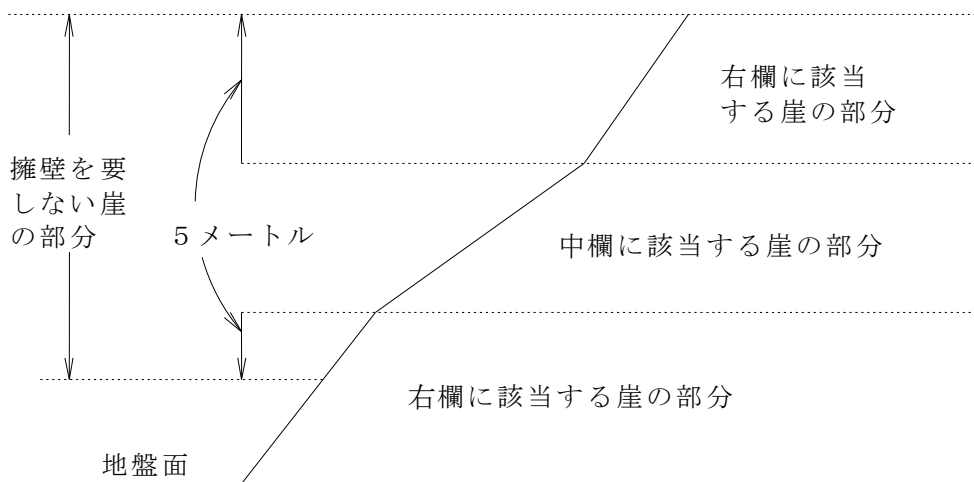 右欄に該当
する崖の部分
擁壁を要
しない崖
の部分
５メートル
中欄に該当する崖の部分
右欄に該当する崖の部分
地盤面